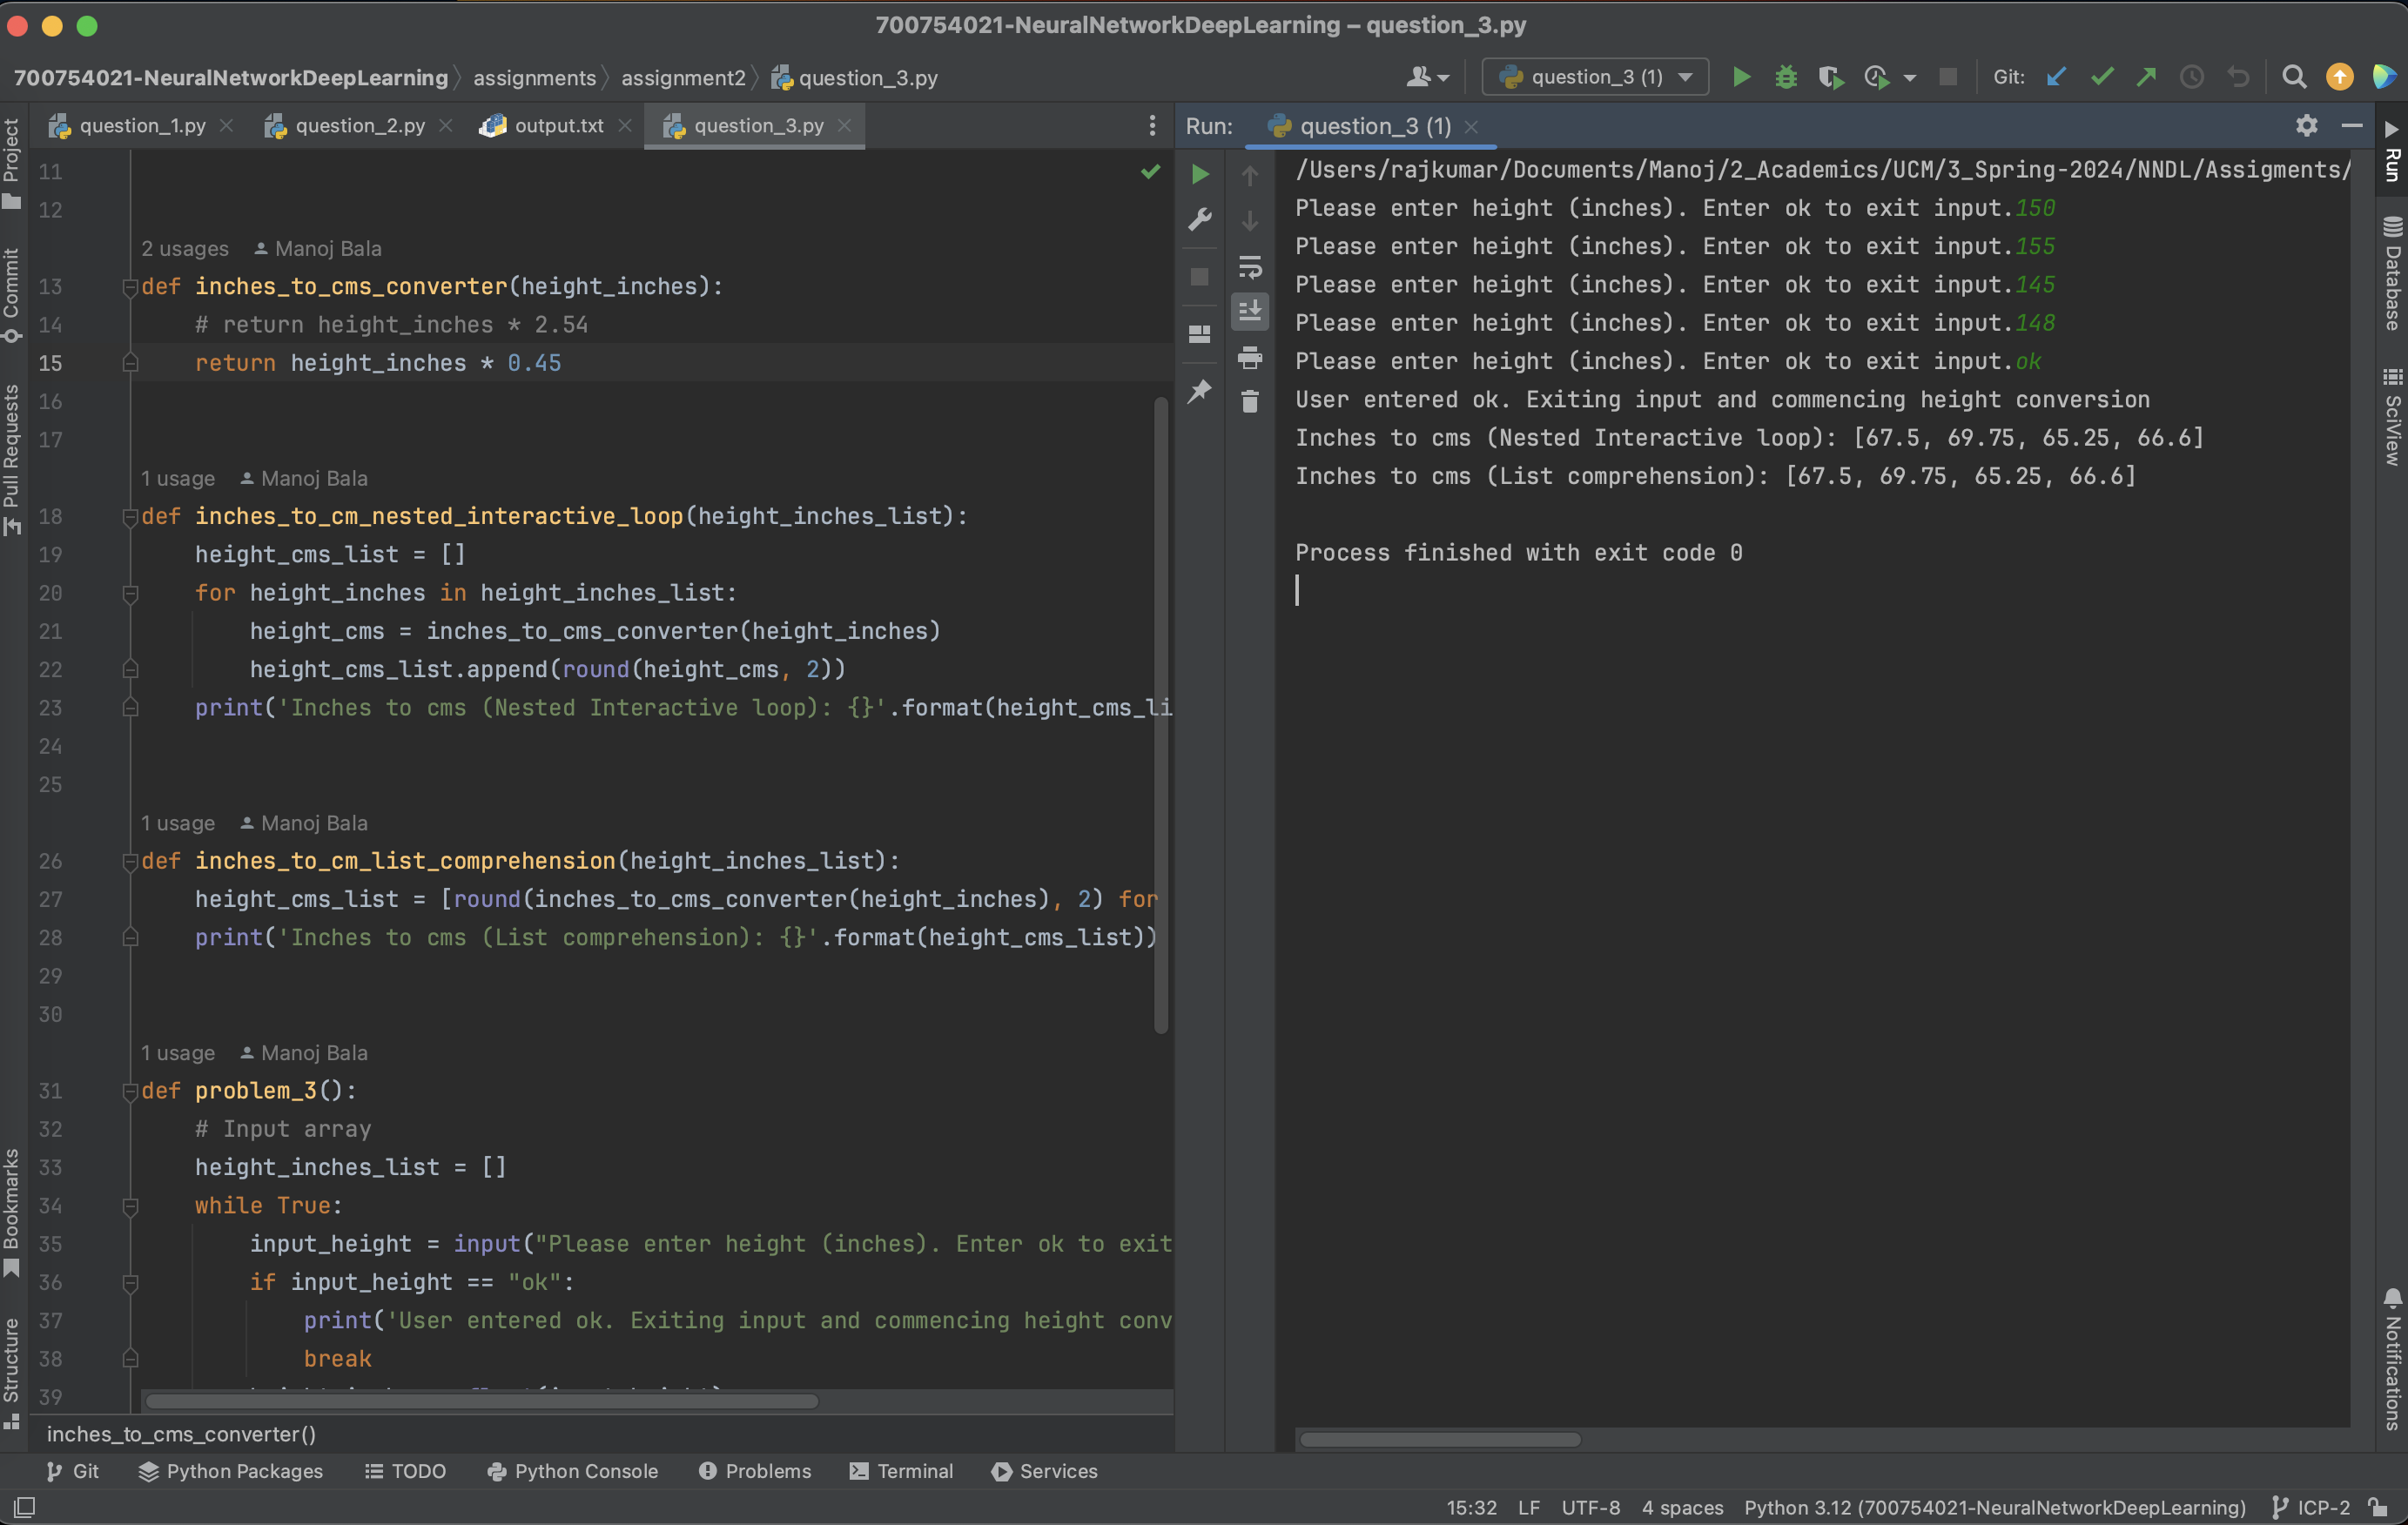 700754021-NeuralNetworkDeepLearning – question_3.py
700754021-NeuralNetworkDeepLearning assignments assignment2 question_3.py
question_3 (1)
Git:
question_1.py
question_2.py
output.txt
question_3.py
Run: question_3 (1)
Project
Commit
Pull Requests
Bookmarks
Structure
11
12
2 usages Manoj Bala
13 def inches_to_cms_converter(height_inches):
14 # return height_inches * 2.54
15 return height_inches * 0.45
16
17
1 usage Manoj Bala
18 def inches_to_cm_nested_interactive_loop(height_inches_list):
19 height_cms_list = []
20 for height_inches in height_inches_list:
21 height_cms = inches_to_cms_converter(height_inches)
22 height_cms_list.append(round(height_cms, 2))
23 print('Inches to cms (Nested Interactive loop): {}'.format(height_cms_li
24
25
1 usage Manoj Bala
26 def inches_to_cm_list_comprehension(height_inches_list):
27 height_cms_list = [round(inches_to_cms_converter(height_inches), 2) for
28 print('Inches to cms (List comprehension): {}'.format(height_cms_list))
29
30
1 usage Manoj Bala
31 def problem_3():
32 # Input array
33 height_inches_list = []
34 while True:
35 input_height = input("Please enter height (inches). Enter ok to exit
36 if input_height == "ok":
37 print('User entered ok. Exiting input and commencing height conv
38 break
39
inches_to_cms_converter()
/Users/rajkumar/Documents/Manoj/2_Academics/UCM/3_Spring-2024/NNDL/Assigments/
Please enter height (inches). Enter ok to exit input.150
Please enter height (inches). Enter ok to exit input.155
Please enter height (inches). Enter ok to exit input.145
Please enter height (inches). Enter ok to exit input.148
Please enter height (inches). Enter ok to exit input.ok
User entered ok. Exiting input and commencing height conversion
Inches to cms (Nested Interactive loop): [67.5, 69.75, 65.25, 66.6]
Inches to cms (List comprehension): [67.5, 69.75, 65.25, 66.6]
Process finished with exit code 0
Run
Database
SciView
Notifications
Git
Python Packages
TODO
Python Console
Problems
Terminal
Services
15:32 LF UTF-8 4 spaces Python 3.12 (700754021-NeuralNetworkDeepLearning) ICP-2